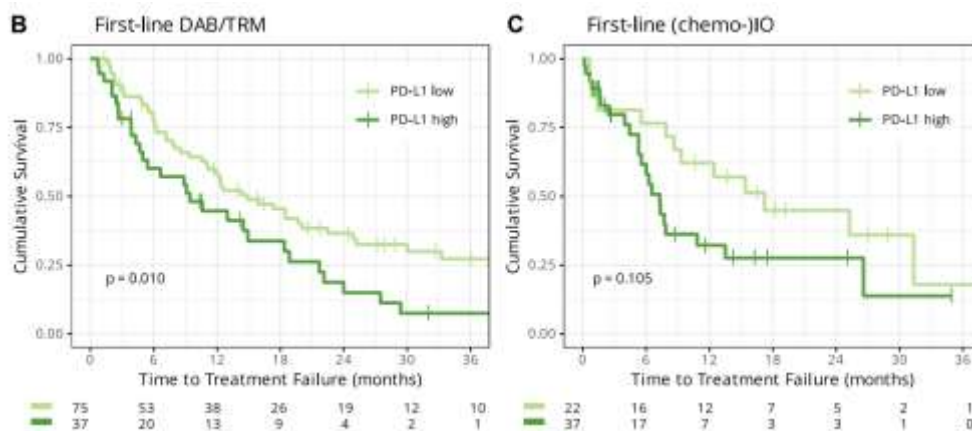 B First-line DAB/TRM
1.00
0.75
0.50
0.25
0.00
Cumulative Survival
PD-L1 low
PD-L1 high
p = 0.010
0 6 12 18 24 30 36
Time to Treatment Failure (months)
75 53 38 26 19 12 10
37 20 13 9 4 2 1
C First-line (chemo-)IO
1.00
0.75
0.50
0.25
0.00
Cumulative Survival
PD-L1 low
PD-L1 high
p = 0.105
0 6 12 18 24 30 36
Time to Treatment Failure (months)
22 16 12 7 5 2 1
37 17 7 3 3 1 0